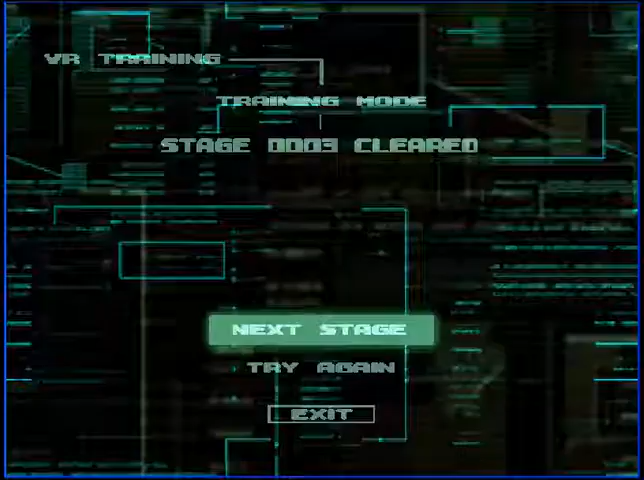 VR TRAINING
TRAINING MODE
STAGE 0003 CLEARED
NEXT STAGE
TRY AGAIN
EXIT